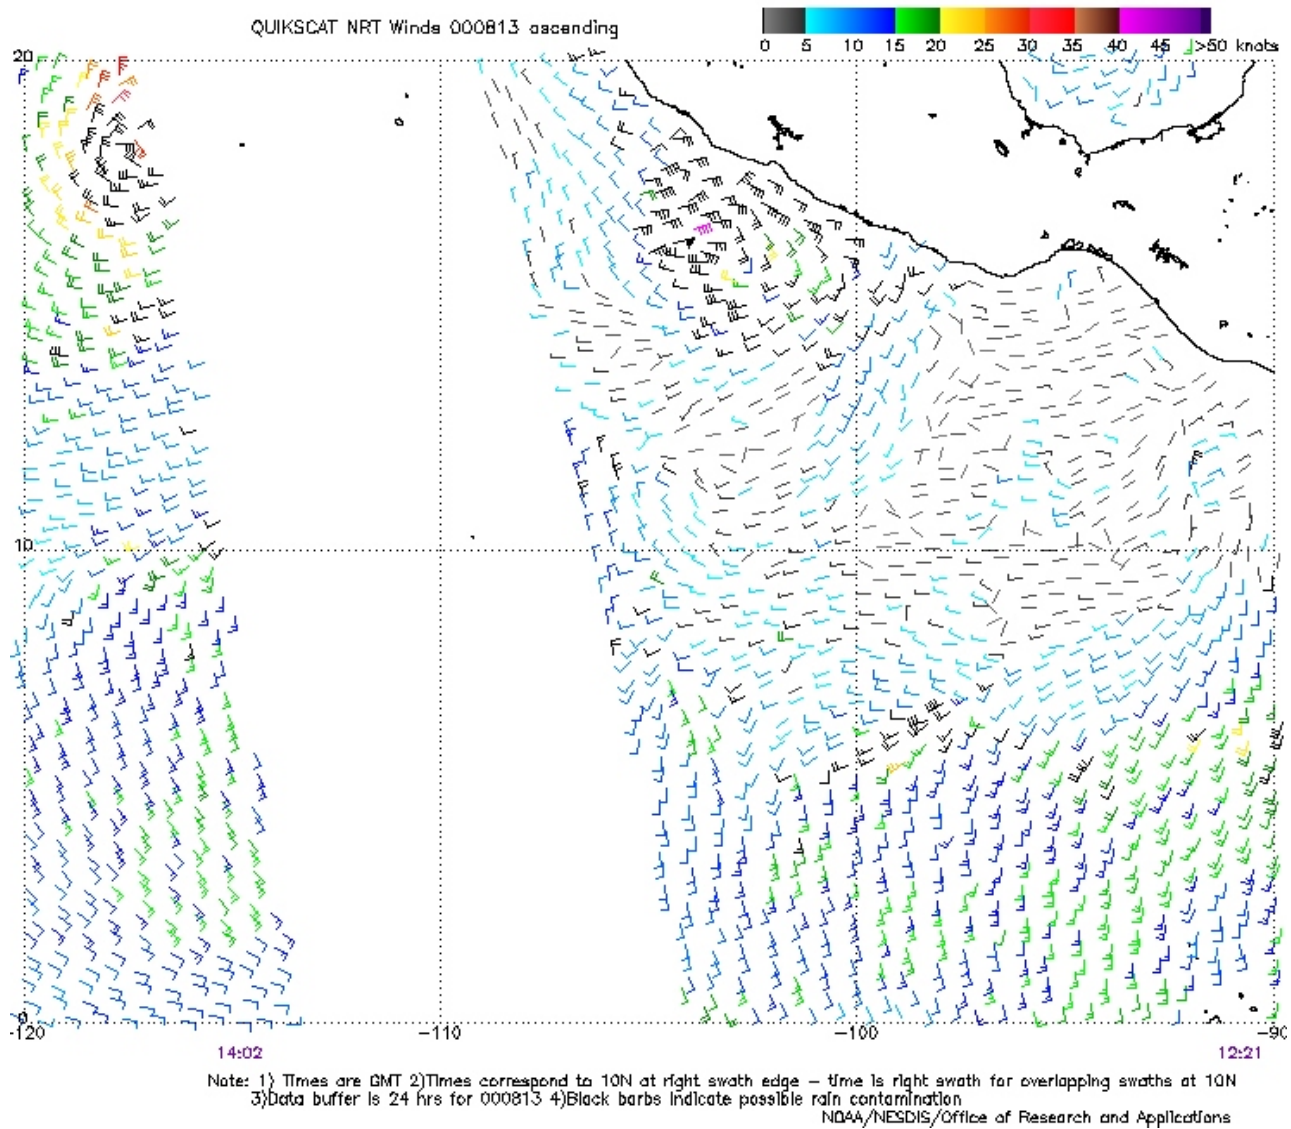 QUIKSCAT NRT Winds 000813 ascending
0 5 10 15 20 25 30 35 40 45 >50 knots
20
10
0
-120 -110 -100 -90
14:02 12:21
Note: 1) Times are GMT 2)Times correspond to 10N at right swath edge – time is right swath for overlapping swaths at 10N
3)Data buffer is 24 hrs for 000813 4)Black barbs indicate possible rain contamination
NOAA/NESDIS/Office of Research and Applications